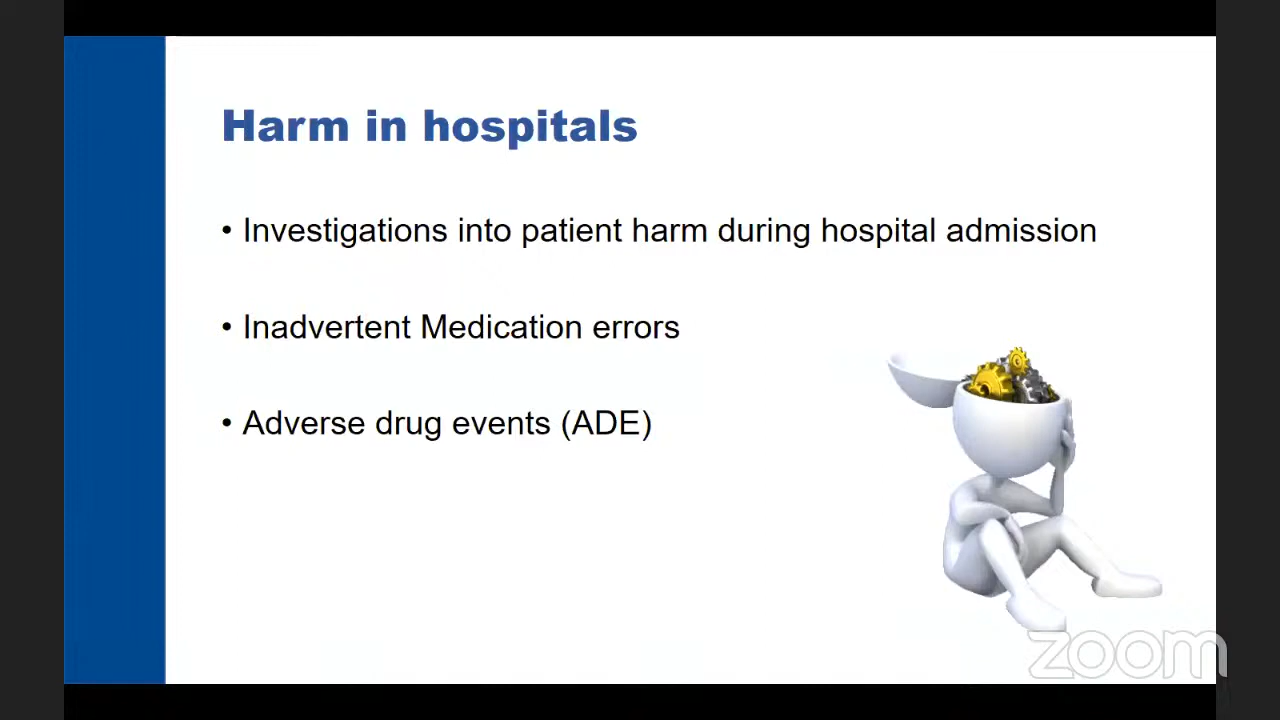 Harm in hospitals
• Investigations into patient harm during hospital admission
• Inadvertent Medication errors
• Adverse drug events (ADE)
zoom